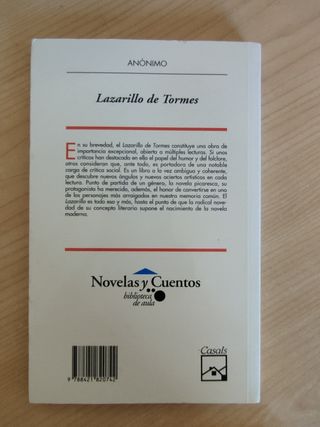 ANÓNIMO
Lazarillo de Tormes
En su brevedad, el Lazarillo de Tormes constituye una obra de
importancia excepcional, abierta a múltiples lecturas. Si unos
críticos han destacado en ella el papel del humor y del folclore,
otros consideran que, ante todo, es portadora de una notable
carga de crítica social. Es un libro a la vez ambiguo y coherente,
que descubre nuevos ángulos y nuevos aciertos artísticos en cada
lectura. Punto de partida de un género, la novela picaresca, su
protagonista ha merecido, además, el honor de convertirse en uno
de los personajes más arraigados en nuestra memoria común. El
Lazarillo es todo eso y más, hasta el punto de que la radical nove-
dad de su concepto literario supone el nacimiento de la novela
moderna.
Novelas y Cuentos
biblioteca
de aula
Casals
9 788421 820742